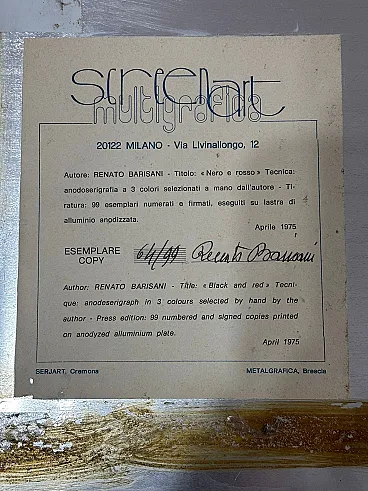 screenart
multigrafica
20122 MILANO - Via Livinallongo, 12
Autore: RENATO BARISANI - Titolo: «Nero e rosso» Tecnica:
anodoserigrafia a 3 colori selezionati a mano dall'autore - Ti-
ratura: 99 esemplari numerati e firmati, eseguiti su lastra di
alluminio anodizzata.
Aprile 1975
ESEMPLARE 64/99 Renato Barisani
COPY
Author: RENATO BARISANI - Title: «Black and red» Tecni-
que: anodeserigraph in 3 colours selected by hand by the
author - Press edition: 99 numbered and signed copies printed
on anodyzed alluminium plate.
April 1975
SERJART, Cremona METALGRAFICA, Brescia